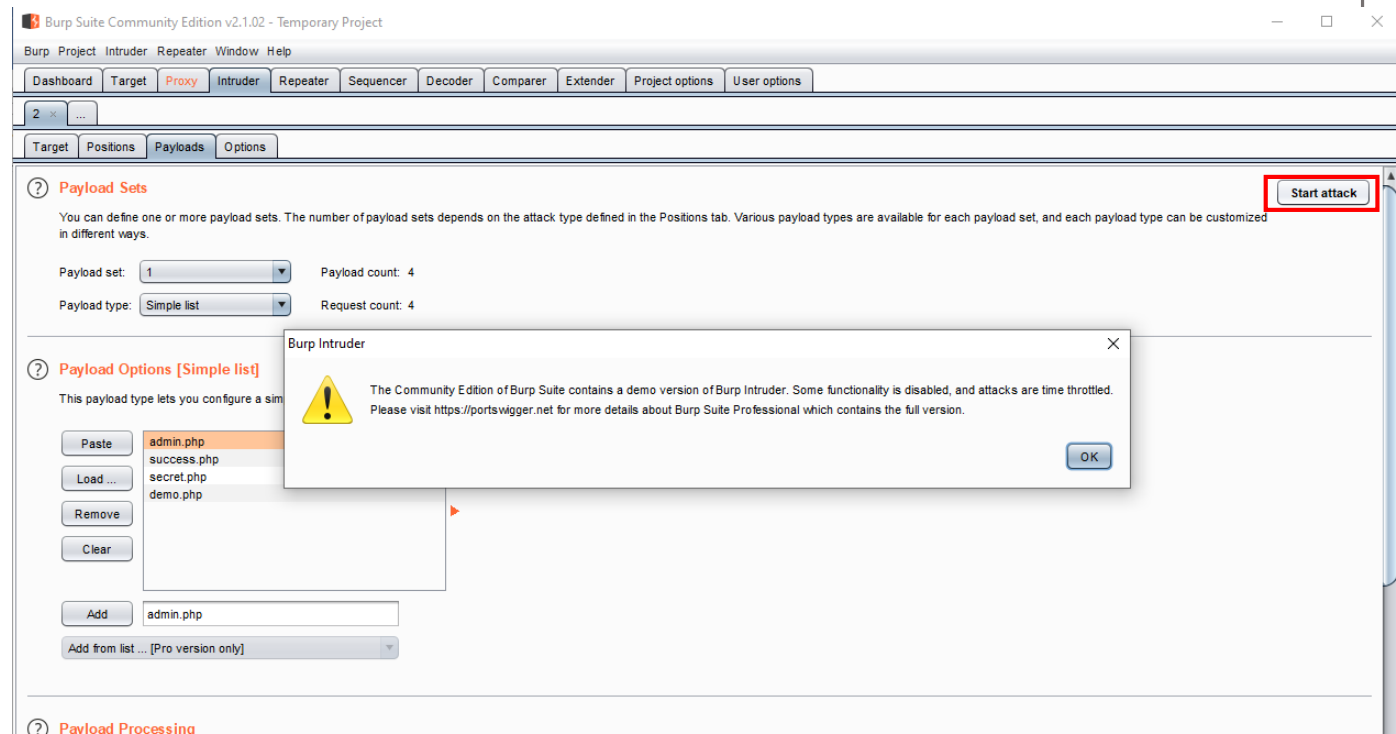 Burp Suite Community Edition v2.1.02 - Temporary Project
Burp Project Intruder Repeater Window Help
Dashboard Target Proxy Intruder Repeater Sequencer Decoder Comparer Extender Project options User options
2 × ...
Target Positions Payloads Options
? Payload Sets
Start attack
You can define one or more payload sets. The number of payload sets depends on the attack type defined in the Positions tab. Various payload types are available for each payload set, and each payload type can be customized
in different ways.
Payload set: 1 Payload count: 4
Payload type: Simple list Request count: 4
Burp Intruder
The Community Edition of Burp Suite contains a demo version of Burp Intruder. Some functionality is disabled, and attacks are time throttled.
Please visit https://portswigger.net for more details about Burp Suite Professional which contains the full version.
OK
? Payload Options [Simple list]
This payload type lets you configure a sim
Paste
Load ...
Remove
Clear
admin.php
success.php
secret.php
demo.php
Add admin.php
Add from list ... [Pro version only]
? Payload Processing